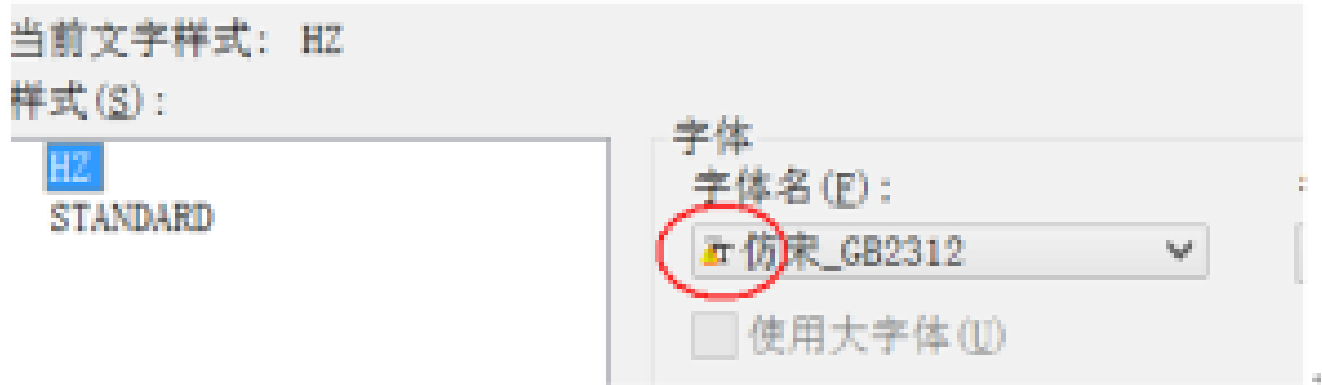 当前文字样式: HZ
样式(S):
HZ
STANDARD
字体
字体名(F):
仿宋_GB2312
使用大字体(U)